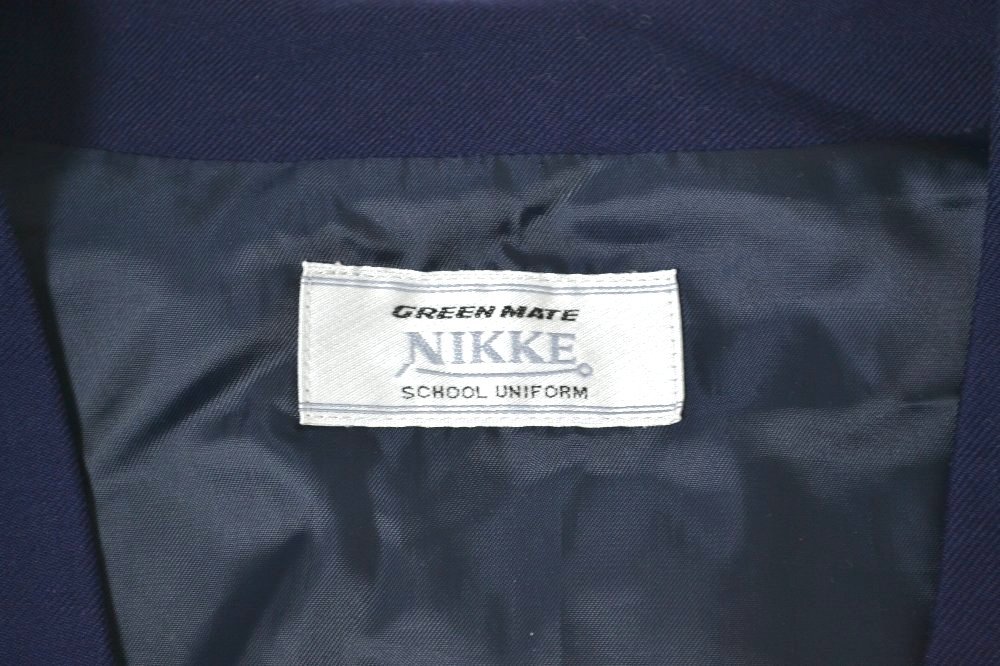 GREEN MATE
NIKKE
SCHOOL UNIFORM